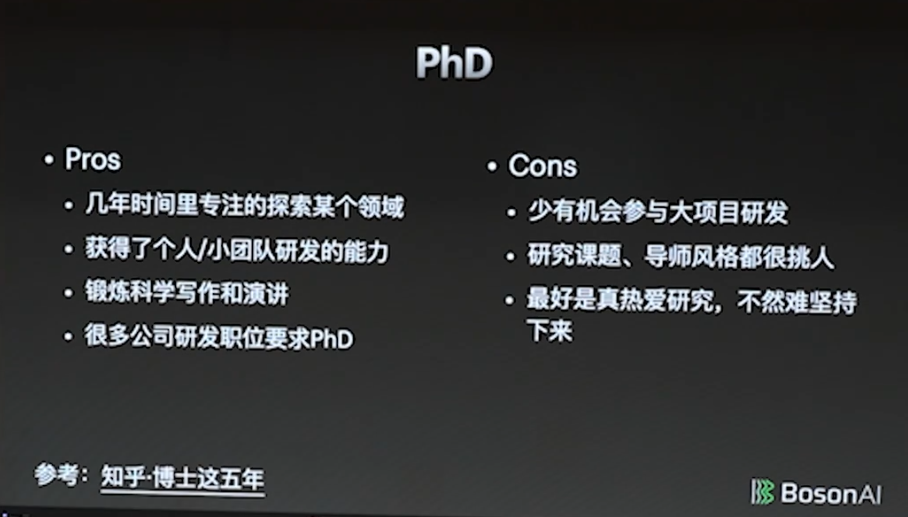 PhD
• Pros
• 几年时间里专注的探索某个领域
• 获得了个人/小团队研发的能力
• 锻炼科学写作和演讲
• 很多公司研发职位要求PhD
• Cons
• 少有机会参与大项目研发
• 研究课题、导师风格都很挑人
• 最好是真热爱研究，不然难坚持
下来
参考：知乎·博士这五年
BosonAI